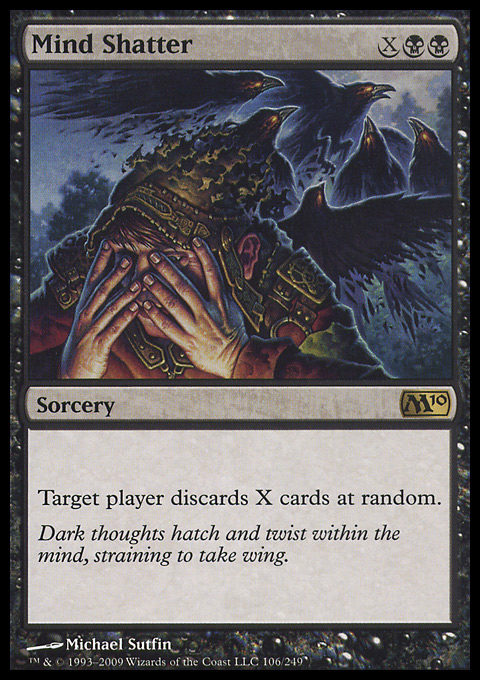 Mind Shatter X
Sorcery M10
Target player discards X cards at random.
Dark thoughts hatch and twist within the
mind, straining to take wing.
Michael Sutfin
™ & © 1993–2009 Wizards of the Coast LLC 106/249